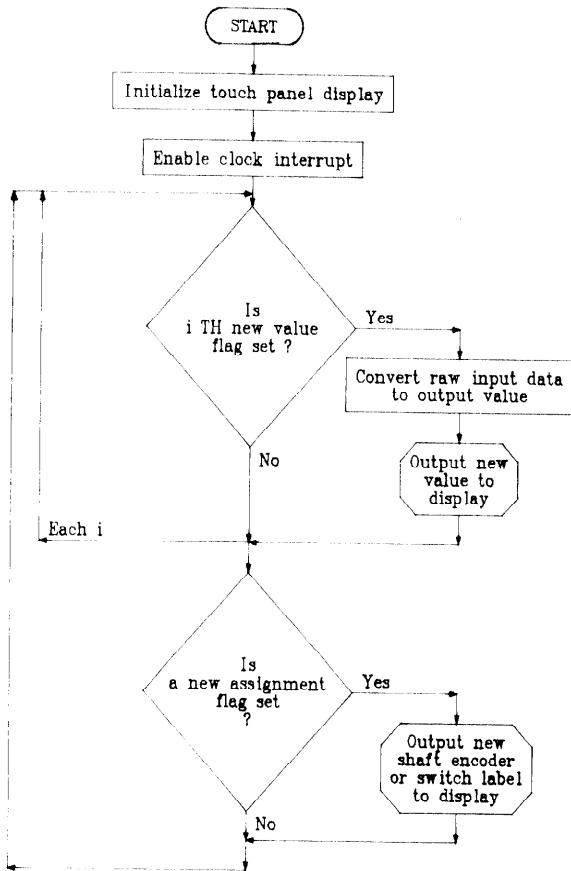 START
Initialize touch panel display
Enable clock interrupt
Is
i TH new value
flag set ?
Yes
Convert raw input data
to output value
No
Output new
value to
display
Each i
Is
a new assignment
flag set
?
Yes
Output new
shaft encoder
or switch label
to display
No